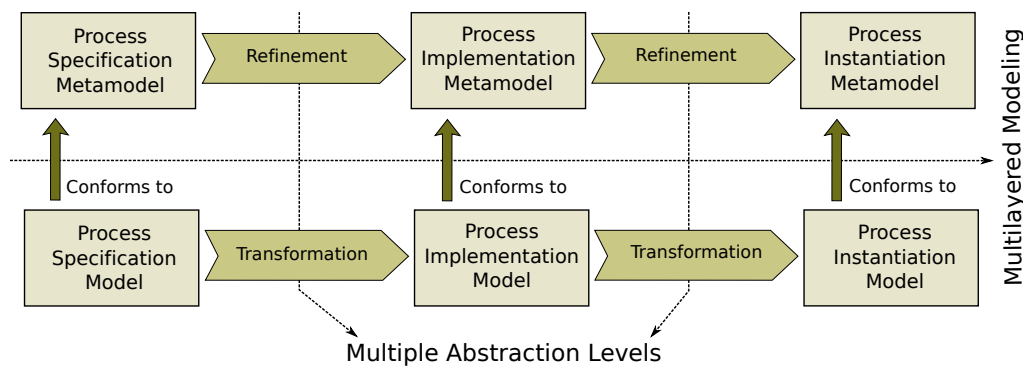 Process
Specification
Metamodel
Refinement
Process
Implementation
Metamodel
Refinement
Process
Instantiation
Metamodel
Multilayered Modeling
Conforms to
Conforms to
Conforms to
Process
Specification
Model
Transformation
Process
Implementation
Model
Transformation
Process
Instantiation
Model
Multiple Abstraction Levels